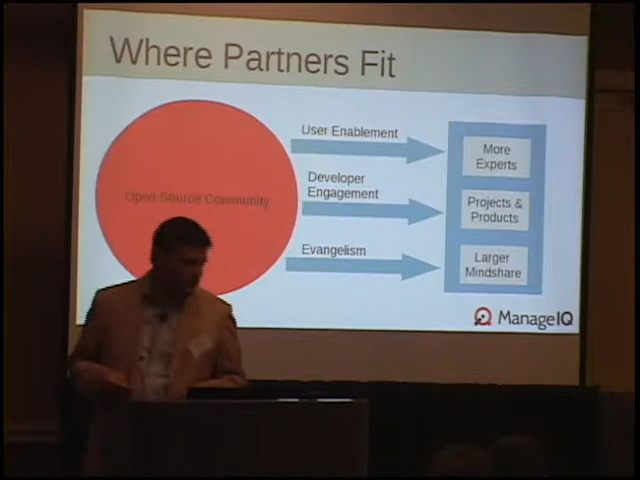 Where Partners Fit
Open Source Community
User Enablement
Developer
Engagement
Evangelism
More
Experts
Projects &
Products
Larger
Mindshare
ManageIQ